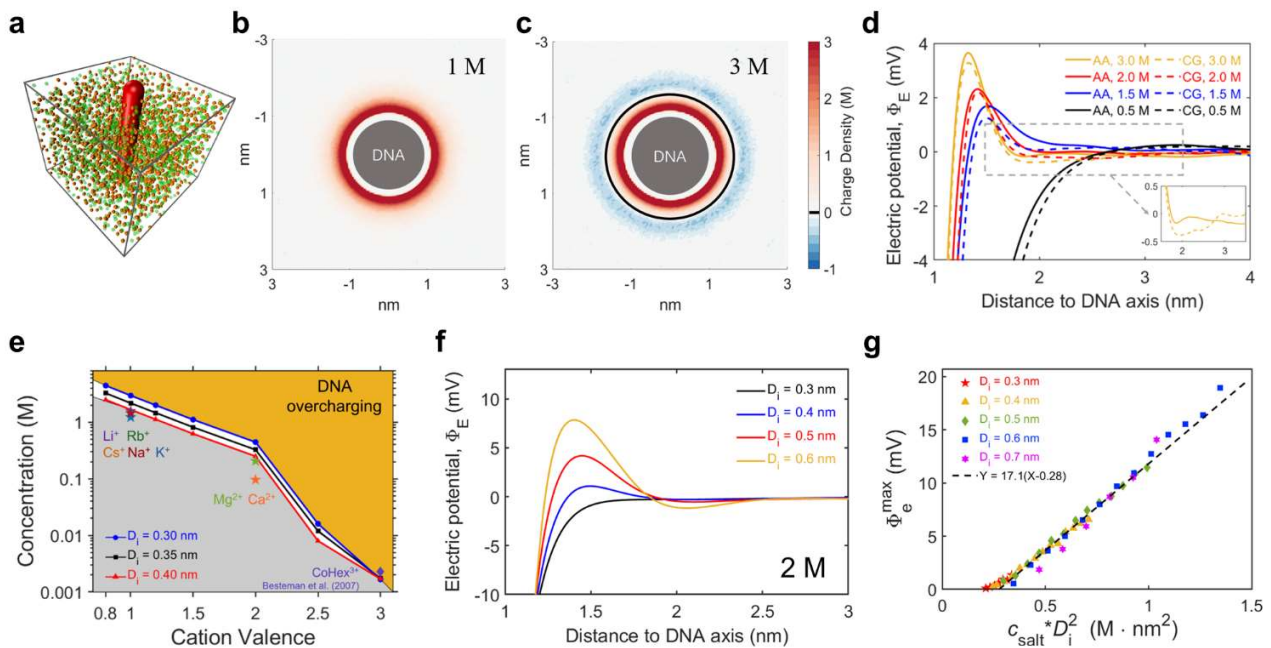 a
b
-3
-1
nm
1
3
-3
-1
1
3
nm
DNA
1 M
c
-3
-1
nm
1
3
-3
-1
1
3
nm
DNA
3 M
3
2
1
0
-1
Charge Density (M)
d
Electric potential, Φ_E (mV)
4
2
0
-2
-4
1
2
3
4
Distance to DNA axis (nm)
AA, 3.0 M
CG, 3.0 M
AA, 2.0 M
CG, 2.0 M
AA, 1.5 M
CG, 1.5 M
AA, 0.5 M
CG, 0.5 M
0.5
0
-0.5
2
3
e
Concentration (M)
1
0.1
0.01
0.001
0.8
1
1.5
2
2.5
3
Cation Valence
DNA
overcharging
Li⁺ Rb⁺
Cs⁺ Na⁺ K⁺
Mg²⁺ Ca²⁺
CoHex³⁺
Besteman et al. (2007)
D_i = 0.30 nm
D_i = 0.35 nm
D_i = 0.40 nm
f
Electric potential, Φ_E (mV)
10
5
0
-5
-10
1
1.5
2
2.5
3
Distance to DNA axis (nm)
D_i = 0.3 nm
D_i = 0.4 nm
D_i = 0.5 nm
D_i = 0.6 nm
2 M
g
Φ_e^max (mV)
20
15
10
5
0
0
0.5
1
1.5
c_salt*D_i² (M · nm²)
D_i = 0.3 nm
D_i = 0.4 nm
D_i = 0.5 nm
D_i = 0.6 nm
D_i = 0.7 nm
Y = 17.1(X-0.28)